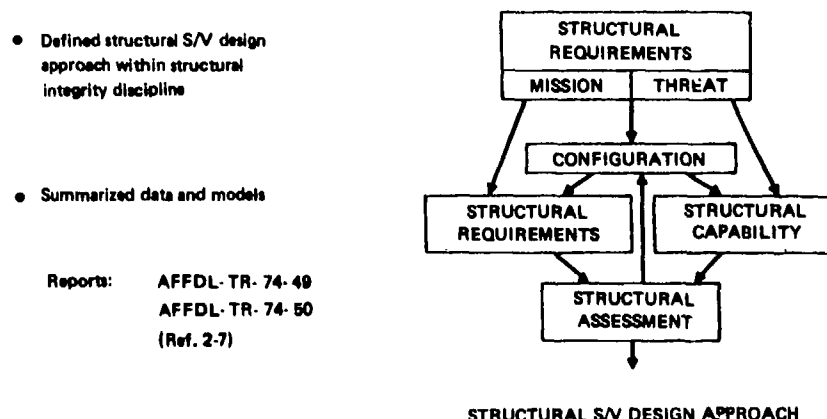 • Defined structural S/V design
approach within structural
integrity discipline
• Summarized data and models
Reports: AFFDL-TR-74-49
AFFDL-TR-74-50
(Ref. 2-7)
STRUCTURAL
REQUIREMENTS
MISSION THREAT
CONFIGURATION
STRUCTURAL
REQUIREMENTS
STRUCTURAL
CAPABILITY
STRUCTURAL
ASSESSMENT
STRUCTURAL S/V DESIGN APPROACH